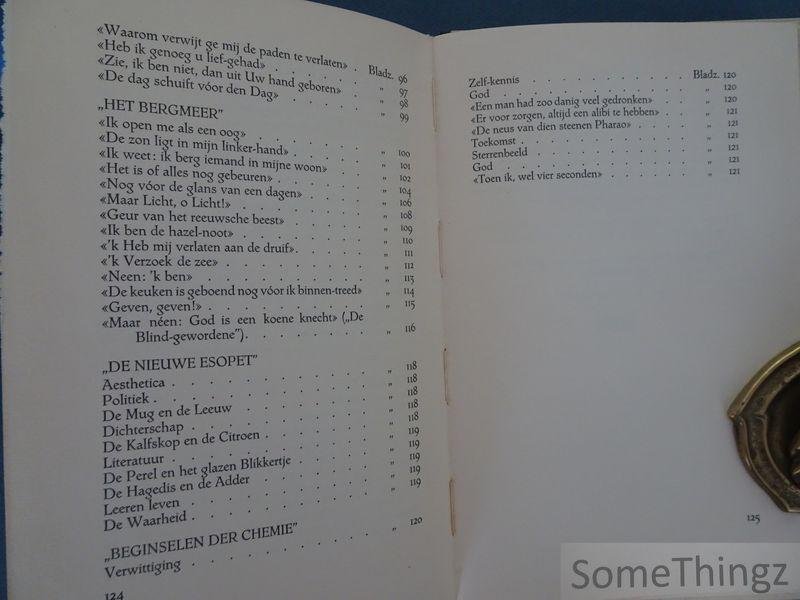 «Waarom verwijt ge mij de paden te verlaten» . Bladz. 96
«Heb ik genoeg u lief-gehad» . . . . . „ 97
«Zie, ik ben niet, dan uit Uw hand geboren» . . „ 98
«De dag schuift vóor den Dag» . . . . . „ 99
„HET BERGMEER”
«Ik open me als een oog» . . . . . . „ 100
«De zon ligt in mijn linker-hand» . . . . „ 101
«Ik weet: ik berg iemand in mijne woon» . . . „ 102
«Het is of alles nog gebeuren» . . . . . „ 104
«Nog vóor de glans van een dagen» . . . . „ 106
«Maar Licht, o Licht!» . . . . . . „ 108
«Geur van het reeuwsche beest» . . . . . „ 109
«Ik ben de hazel-noot» . . . . . . „ 110
«’k Heb mij verlaten aan de druif» . . . . „ 111
«’k Verzoek de zee» . . . . . . . „ 112
«Neen: ’k ben» . . . . . . . . „ 113
«De keuken is geboend nog vóor ik binnen-treed» „ 114
«Geven, geven!» . . . . . . . . „ 115
«Maar néen: God is een koene knecht» („De
Blind-gewordene”) . . . . . . . „ 116
„DE NIEUWE ESOPET”
Aesthetica . . . . . . . . . „ 118
Politiek . . . . . . . . . . „ 118
De Mug en de Leeuw . . . . . . . „ 118
Dichterschap . . . . . . . . . „ 118
De Kalfskop en de Citroen . . . . . . „ 118
Literatuur . . . . . . . . . „ 119
De Perel en het glazen Blikkertje . . . . „ 119
De Hagedis en de Adder . . . . . . „ 119
Leeren leven . . . . . . . . . „ 119
De Waarheid . . . . . . . . . „ 119
„BEGINSELEN DER CHEMIE”
Verwittiging . . . . . . . . . „ 120
124
Zelf-kennis . . . . . . . . . Bladz. 120
God . . . . . . . . . . „ 120
«Een man had zoo danig veel gedronken» . . „ 120
«Er voor zorgen, altijd een alibi te hebben» . . „ 121
«De neus van dien steenen Pharao» . . . . „ 121
Toekomst . . . . . . . . . „ 121
Sterrenbeeld . . . . . . . . . „ 121
God . . . . . . . . . . „ 121
«Toen ik, wel vier seconden» . . . . . „ 121
125
SomeThingz